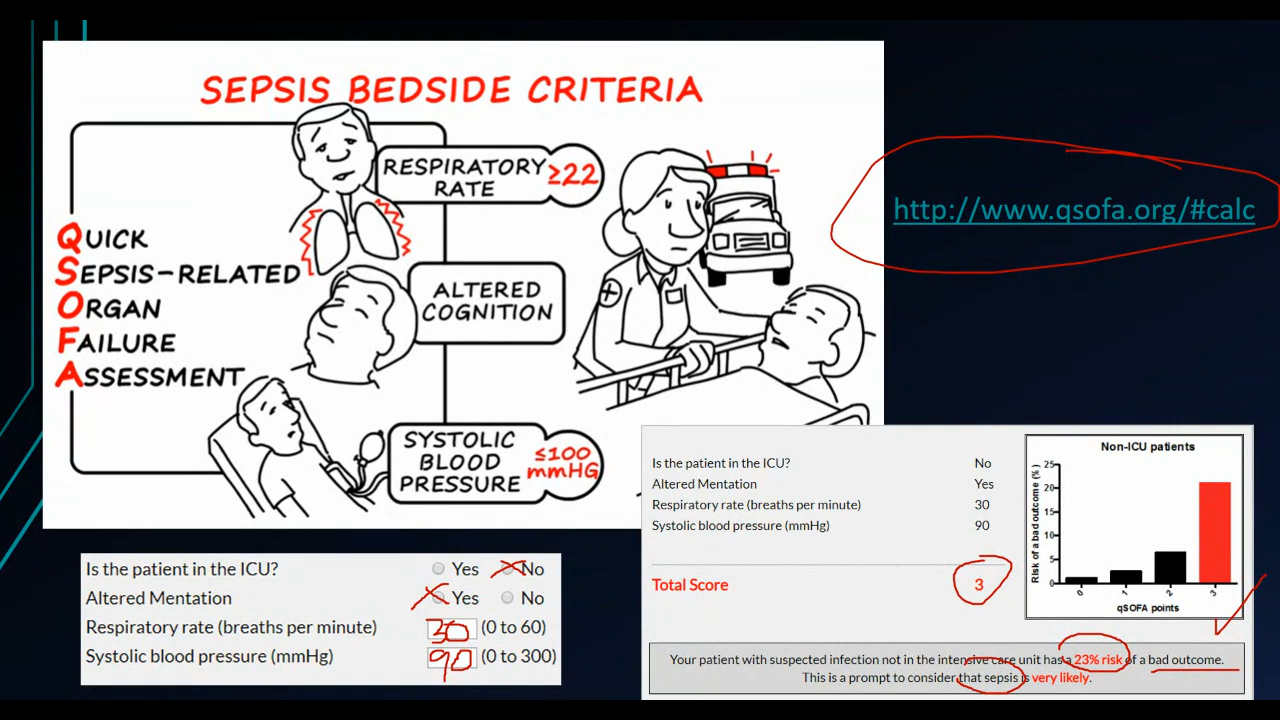 SEPSIS BEDSIDE CRITERIA
RESPIRATORY
RATE
≥22
QUICK
SEPSIS-RELATED
ORGAN
FAILURE
ASSESSMENT
ALTERED
COGNITION
SYSTOLIC
BLOOD
PRESSURE
≤100
mmHG
http://www.qsofa.org/#calc
Is the patient in the ICU? Yes No
Altered Mentation Yes No
Respiratory rate (breaths per minute) 30 (0 to 60)
Systolic blood pressure (mmHg) 90 (0 to 300)
Is the patient in the ICU? No
Altered Mentation Yes
Respiratory rate (breaths per minute) 30
Systolic blood pressure (mmHg) 90
Total Score 3
Non-ICU patients
Risk of a bad outcome (%)
25
20
15
10
5
0
0 1 2 3
qSOFA points
Your patient with suspected infection not in the intensive care unit has a 23% risk of a bad outcome.
This is a prompt to consider that sepsis is very likely.